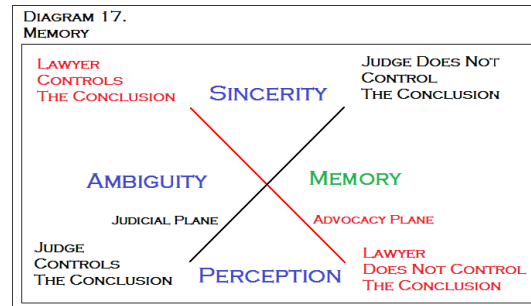 Diagram 17.
Memory
Lawyer
Controls
The Conclusion
Sincerity
Judge Does Not
Control
The Conclusion
Ambiguity
Memory
Judicial Plane
Advocacy Plane
Judge
Controls
The Conclusion
Perception
Lawyer
Does Not Control
The Conclusion